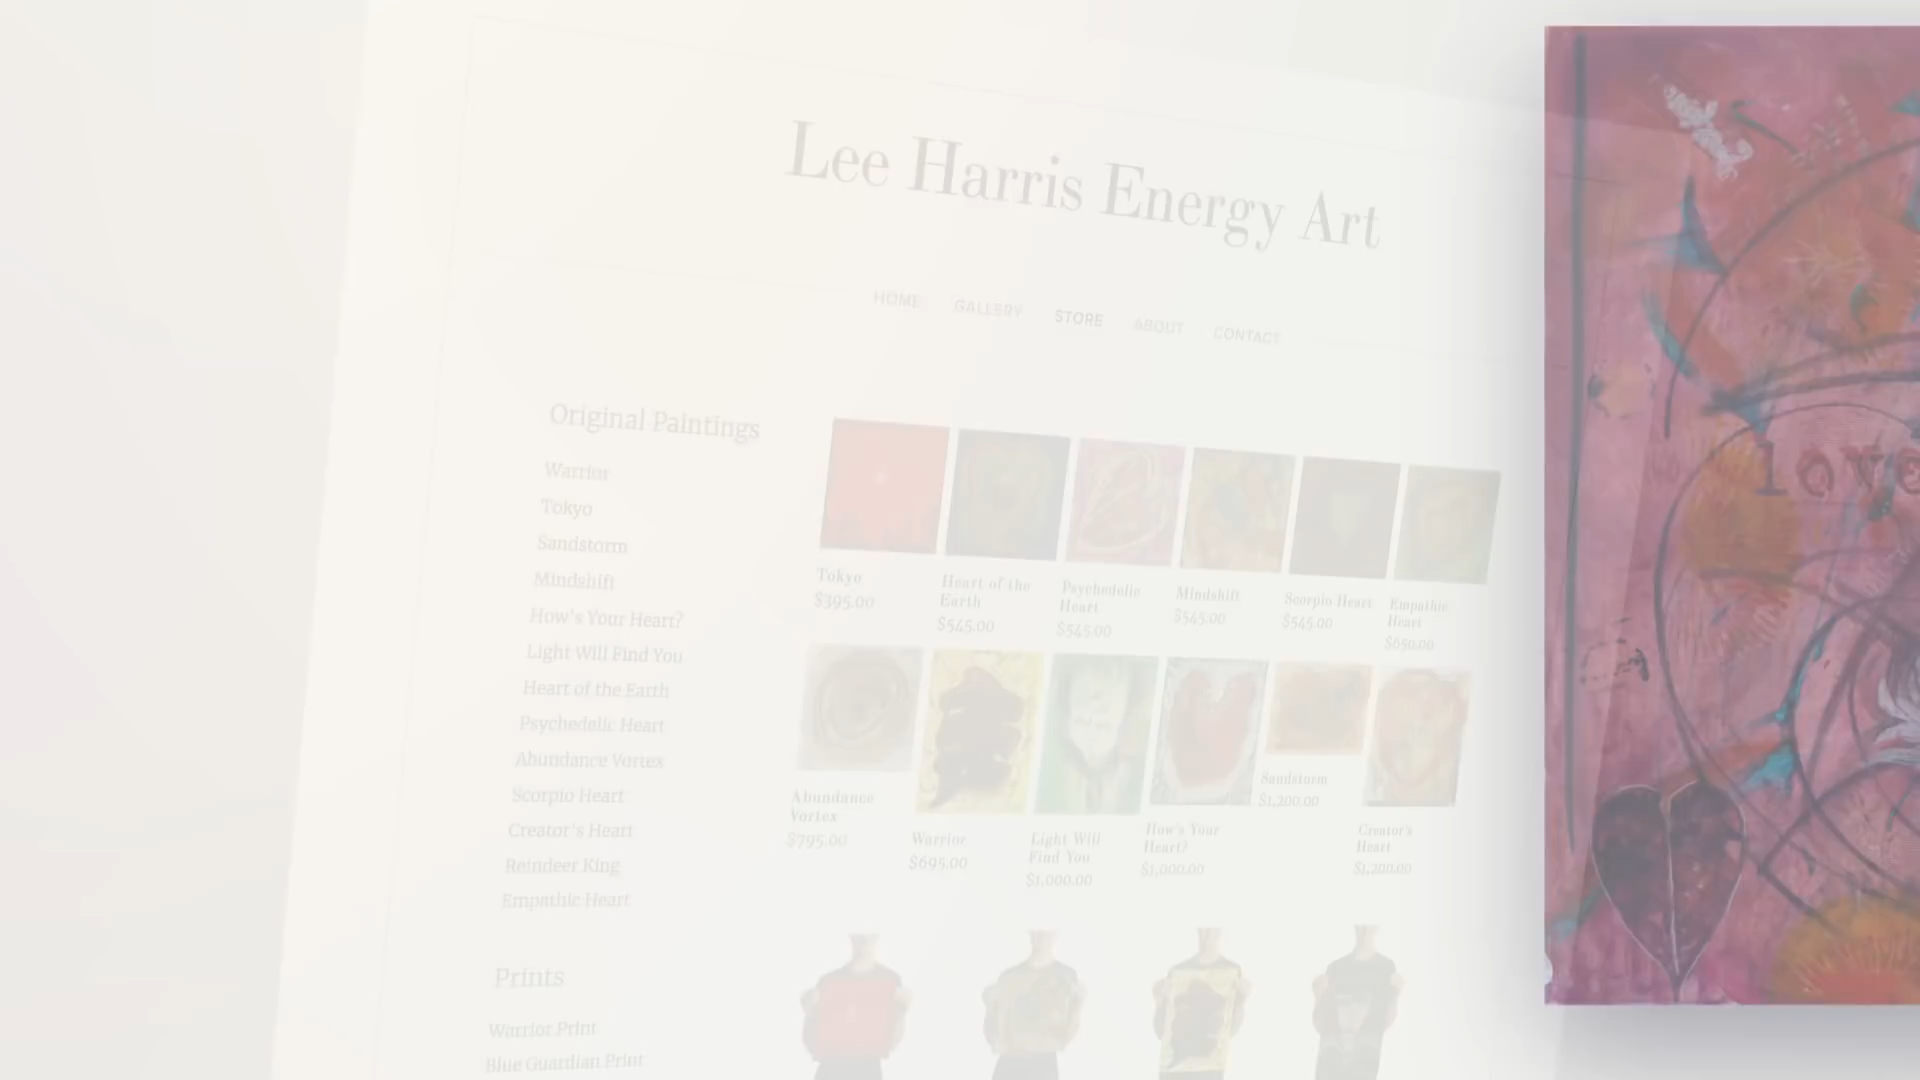 Lee Harris Energy Art
HOME GALLERY STORE ABOUT CONTACT
Original Paintings
Warrior
Tokyo
Sandstorm
Mindshift
How's Your Heart?
Light Will Find You
Heart of the Earth
Psychedelic Heart
Abundance Vortex
Scorpio Heart
Creator's Heart
Reindeer King
Empathic Heart
Prints
Warrior Print
Blue Guardian Print
Tokyo
$395.00
Heart of the
Earth
$545.00
Psychedelic
Heart
$545.00
Mindshift
$545.00
Scorpio Heart
$545.00
Empathic
Heart
$650.00
Abundance
Vortex
$795.00
Warrior
$695.00
Light Will
Find You
$1,000.00
How's Your
Heart?
$1,000.00
Sandstorm
$1,200.00
Creator's
Heart
$1,200.00
love